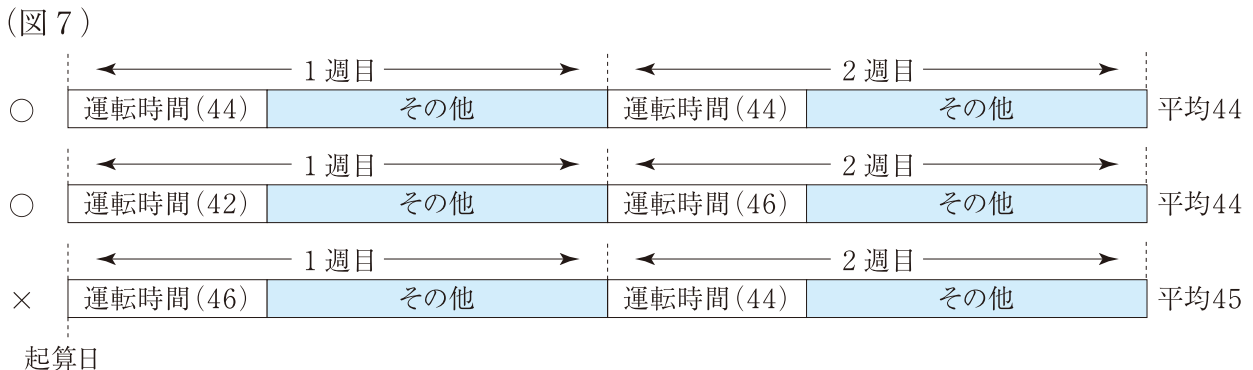 (図7)
1週目 2週目
○ 運転時間(44) その他 運転時間(44) その他 平均44
1週目 2週目
○ 運転時間(42) その他 運転時間(46) その他 平均44
1週目 2週目
× 運転時間(46) その他 運転時間(44) その他 平均45
起算日